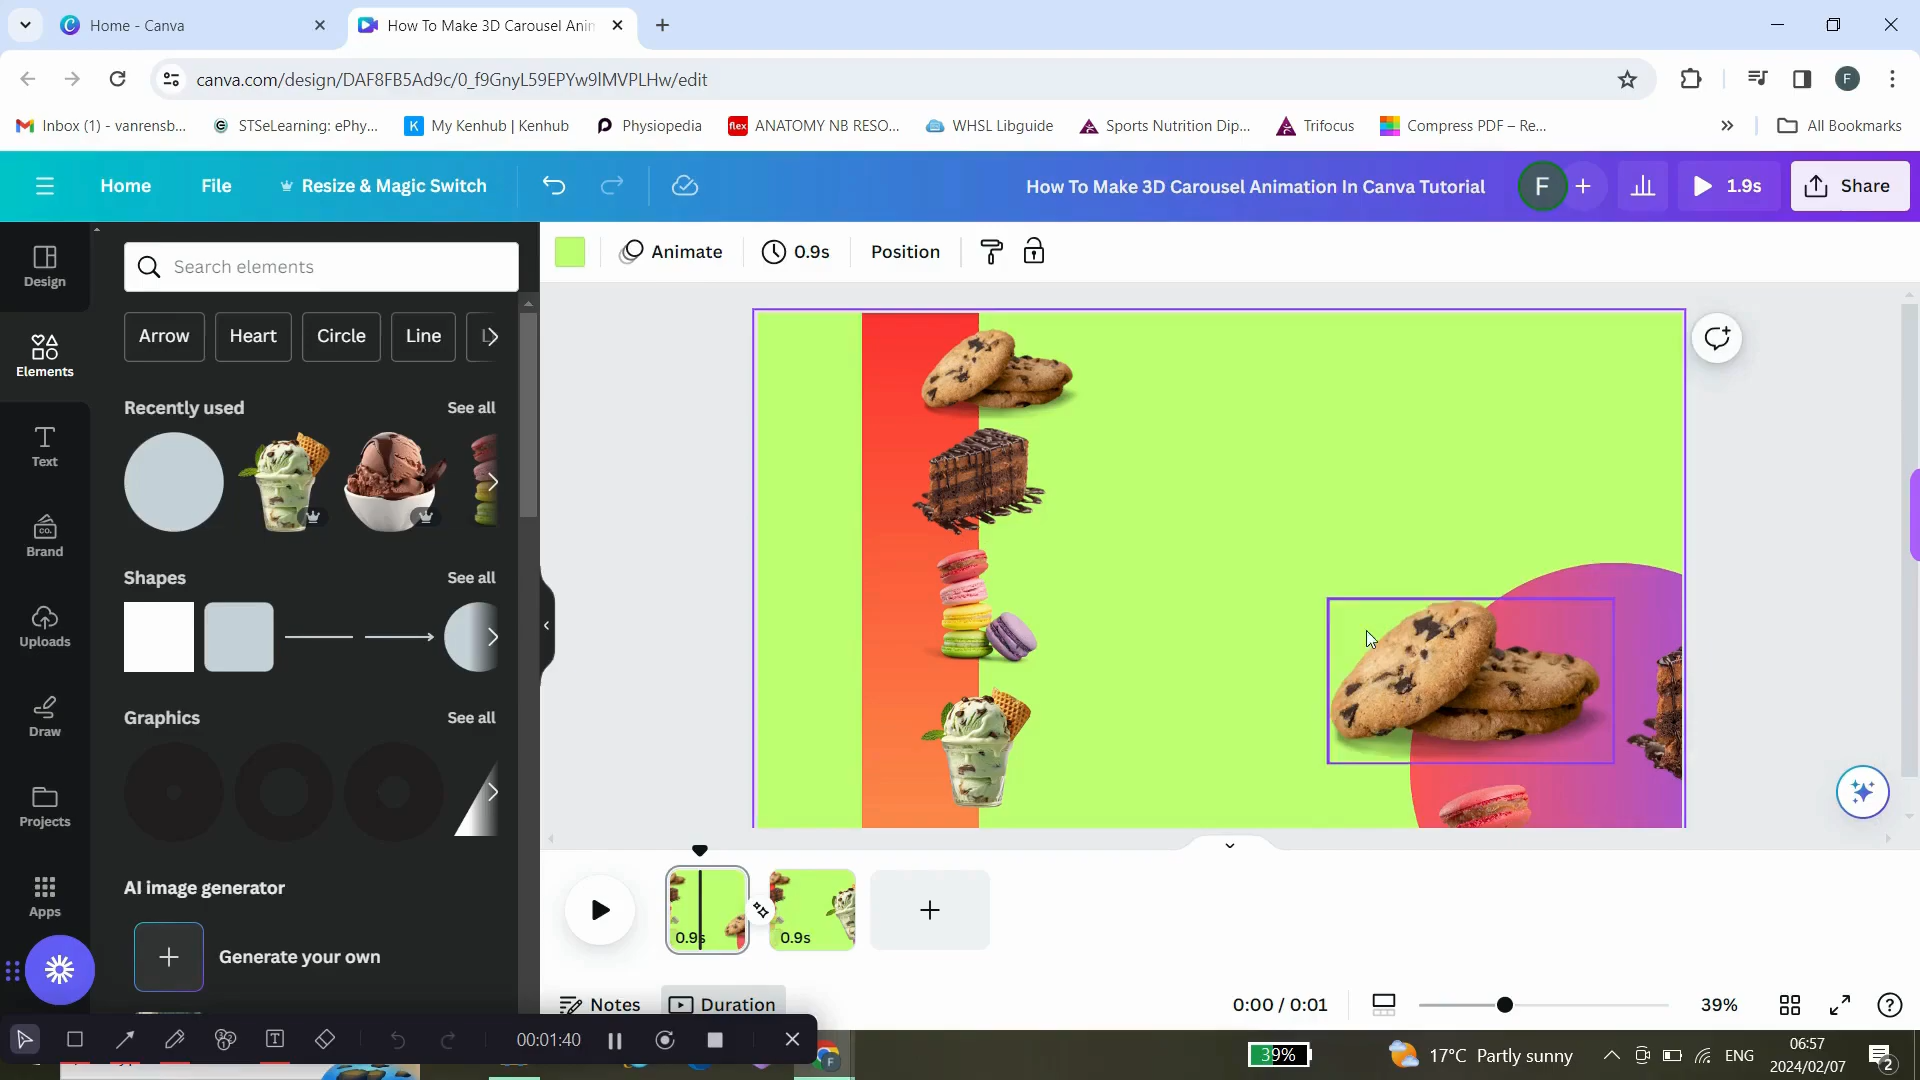 Home - Canva
How To Make 3D Carousel Anin
canva.com/design/DAF8FB5Ad9c/0_f9GnyL59EPYw9lMVPLHw/edit
F
Inbox (1) - vanrensb...
STSeLearning: ePhy...
K
My Kenhub | Kenhub
Physiopedia
flex
ANATOMY NB RESO...
WHSL Libguide
Sports Nutrition Dip...
Trifocus
Compress PDF – Re...
All Bookmarks
Home
File
Resize & Magic Switch
How To Make 3D Carousel Animation In Canva Tutorial
F
1.9s
Share
Design
Elements
Text
CO.
Brand
Uploads
Draw
Projects
Apps
Search elements
Arrow
Heart
Circle
Line
Recently used
See all
Shapes
See all
Graphics
See all
AI image generator
Generate your own
Animate
0.9s
Position
0.9s
0.9s
Notes
Duration
0:00 / 0:01
39%
00:01:40
F
39%
17°C Partly sunny
ENG
06:57
2024/02/07
2